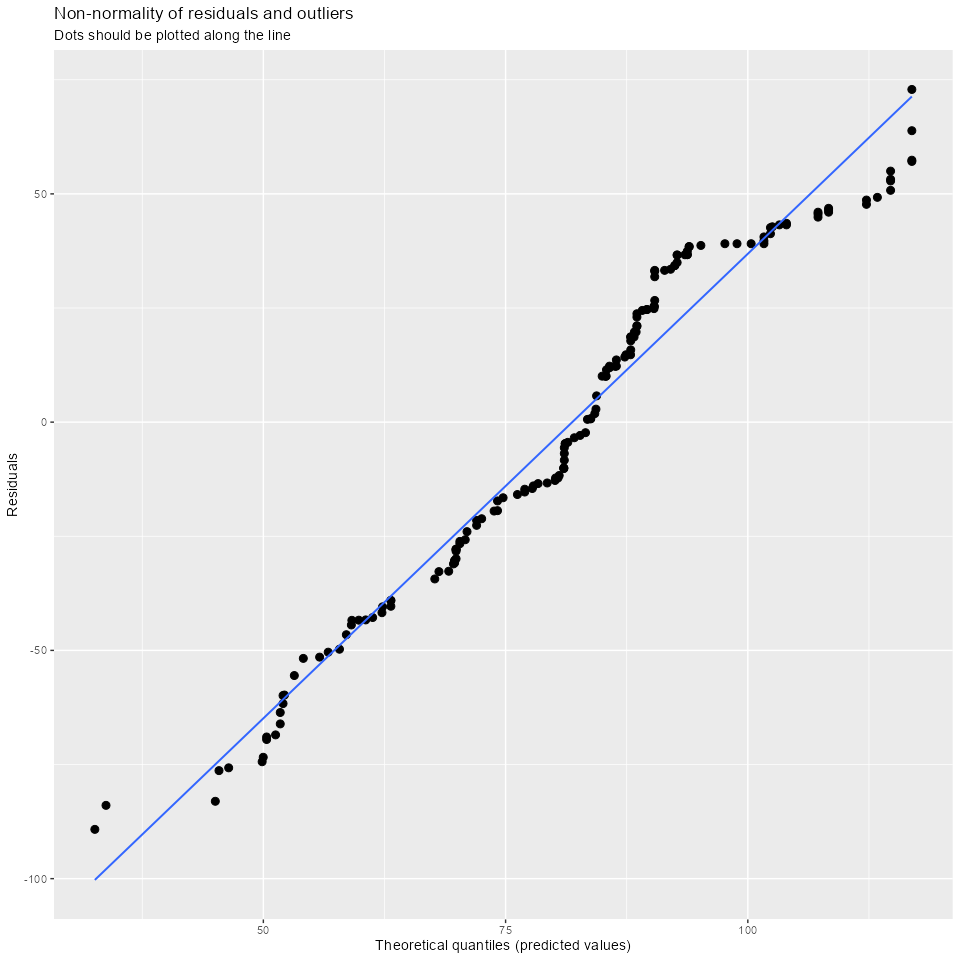 Non-normality of residuals and outliers
Dots should be plotted along the line
Residuals
50
0
-50
-100
50
75
100
Theoretical quantiles (predicted values)